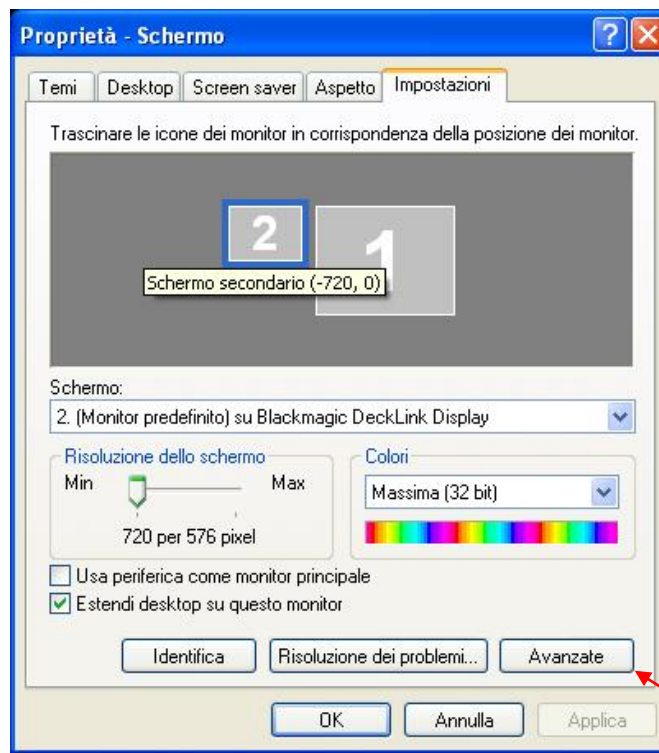 Proprietà - Schermo
Temi Desktop Screen saver Aspetto Impostazioni
Trascinare le icone dei monitor in corrispondenza della posizione dei monitor.
2 1
Schermo secondario (-720, 0)
Schermo:
2. (Monitor predefinito) su Blackmagic DeckLink Display
Risoluzione dello schermo Colori
Min Max Massima (32 bit)
720 per 576 pixel
Usa periferica come monitor principale
Estendi desktop su questo monitor
Identifica Risoluzione dei problemi... Avanzate
OK Annulla Applica